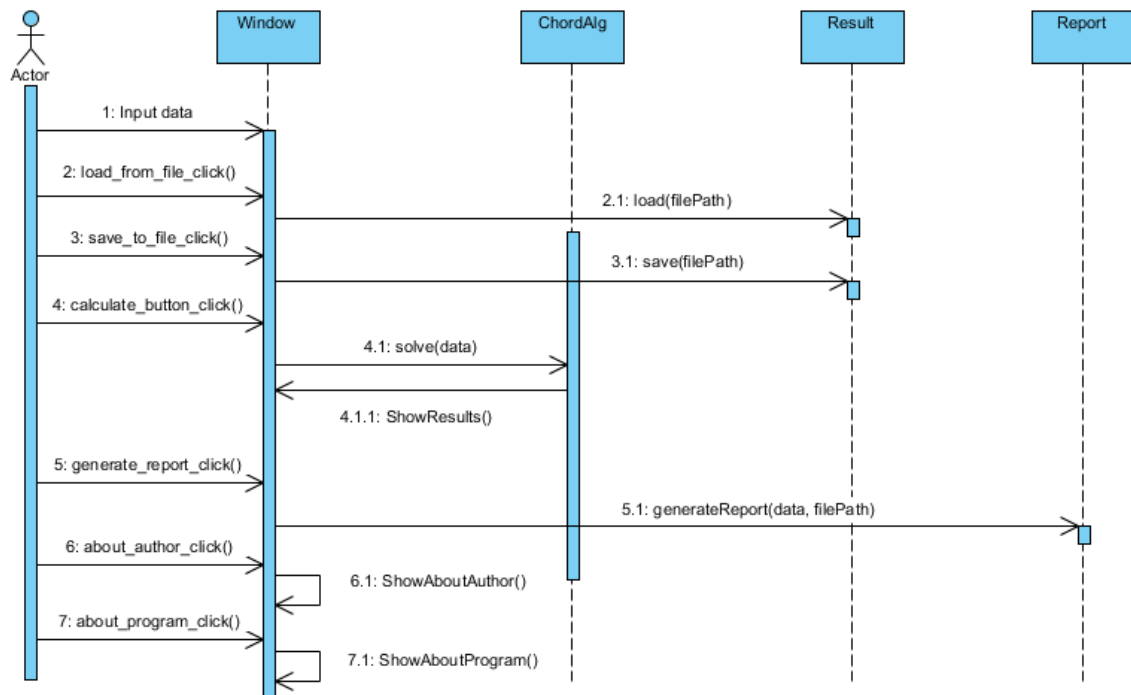 Window
ChordAlg
Result
Report
Actor
1: Input data
2: load_from_file_click()
2.1: load(filePath)
3: save_to_file_click()
3.1: save(filePath)
4: calculate_button_click()
4.1: solve(data)
4.1.1: ShowResults()
5: generate_report_click()
5.1: generateReport(data, filePath)
6: about_author_click()
6.1: ShowAboutAuthor()
7: about_program_click()
7.1: ShowAboutProgram()